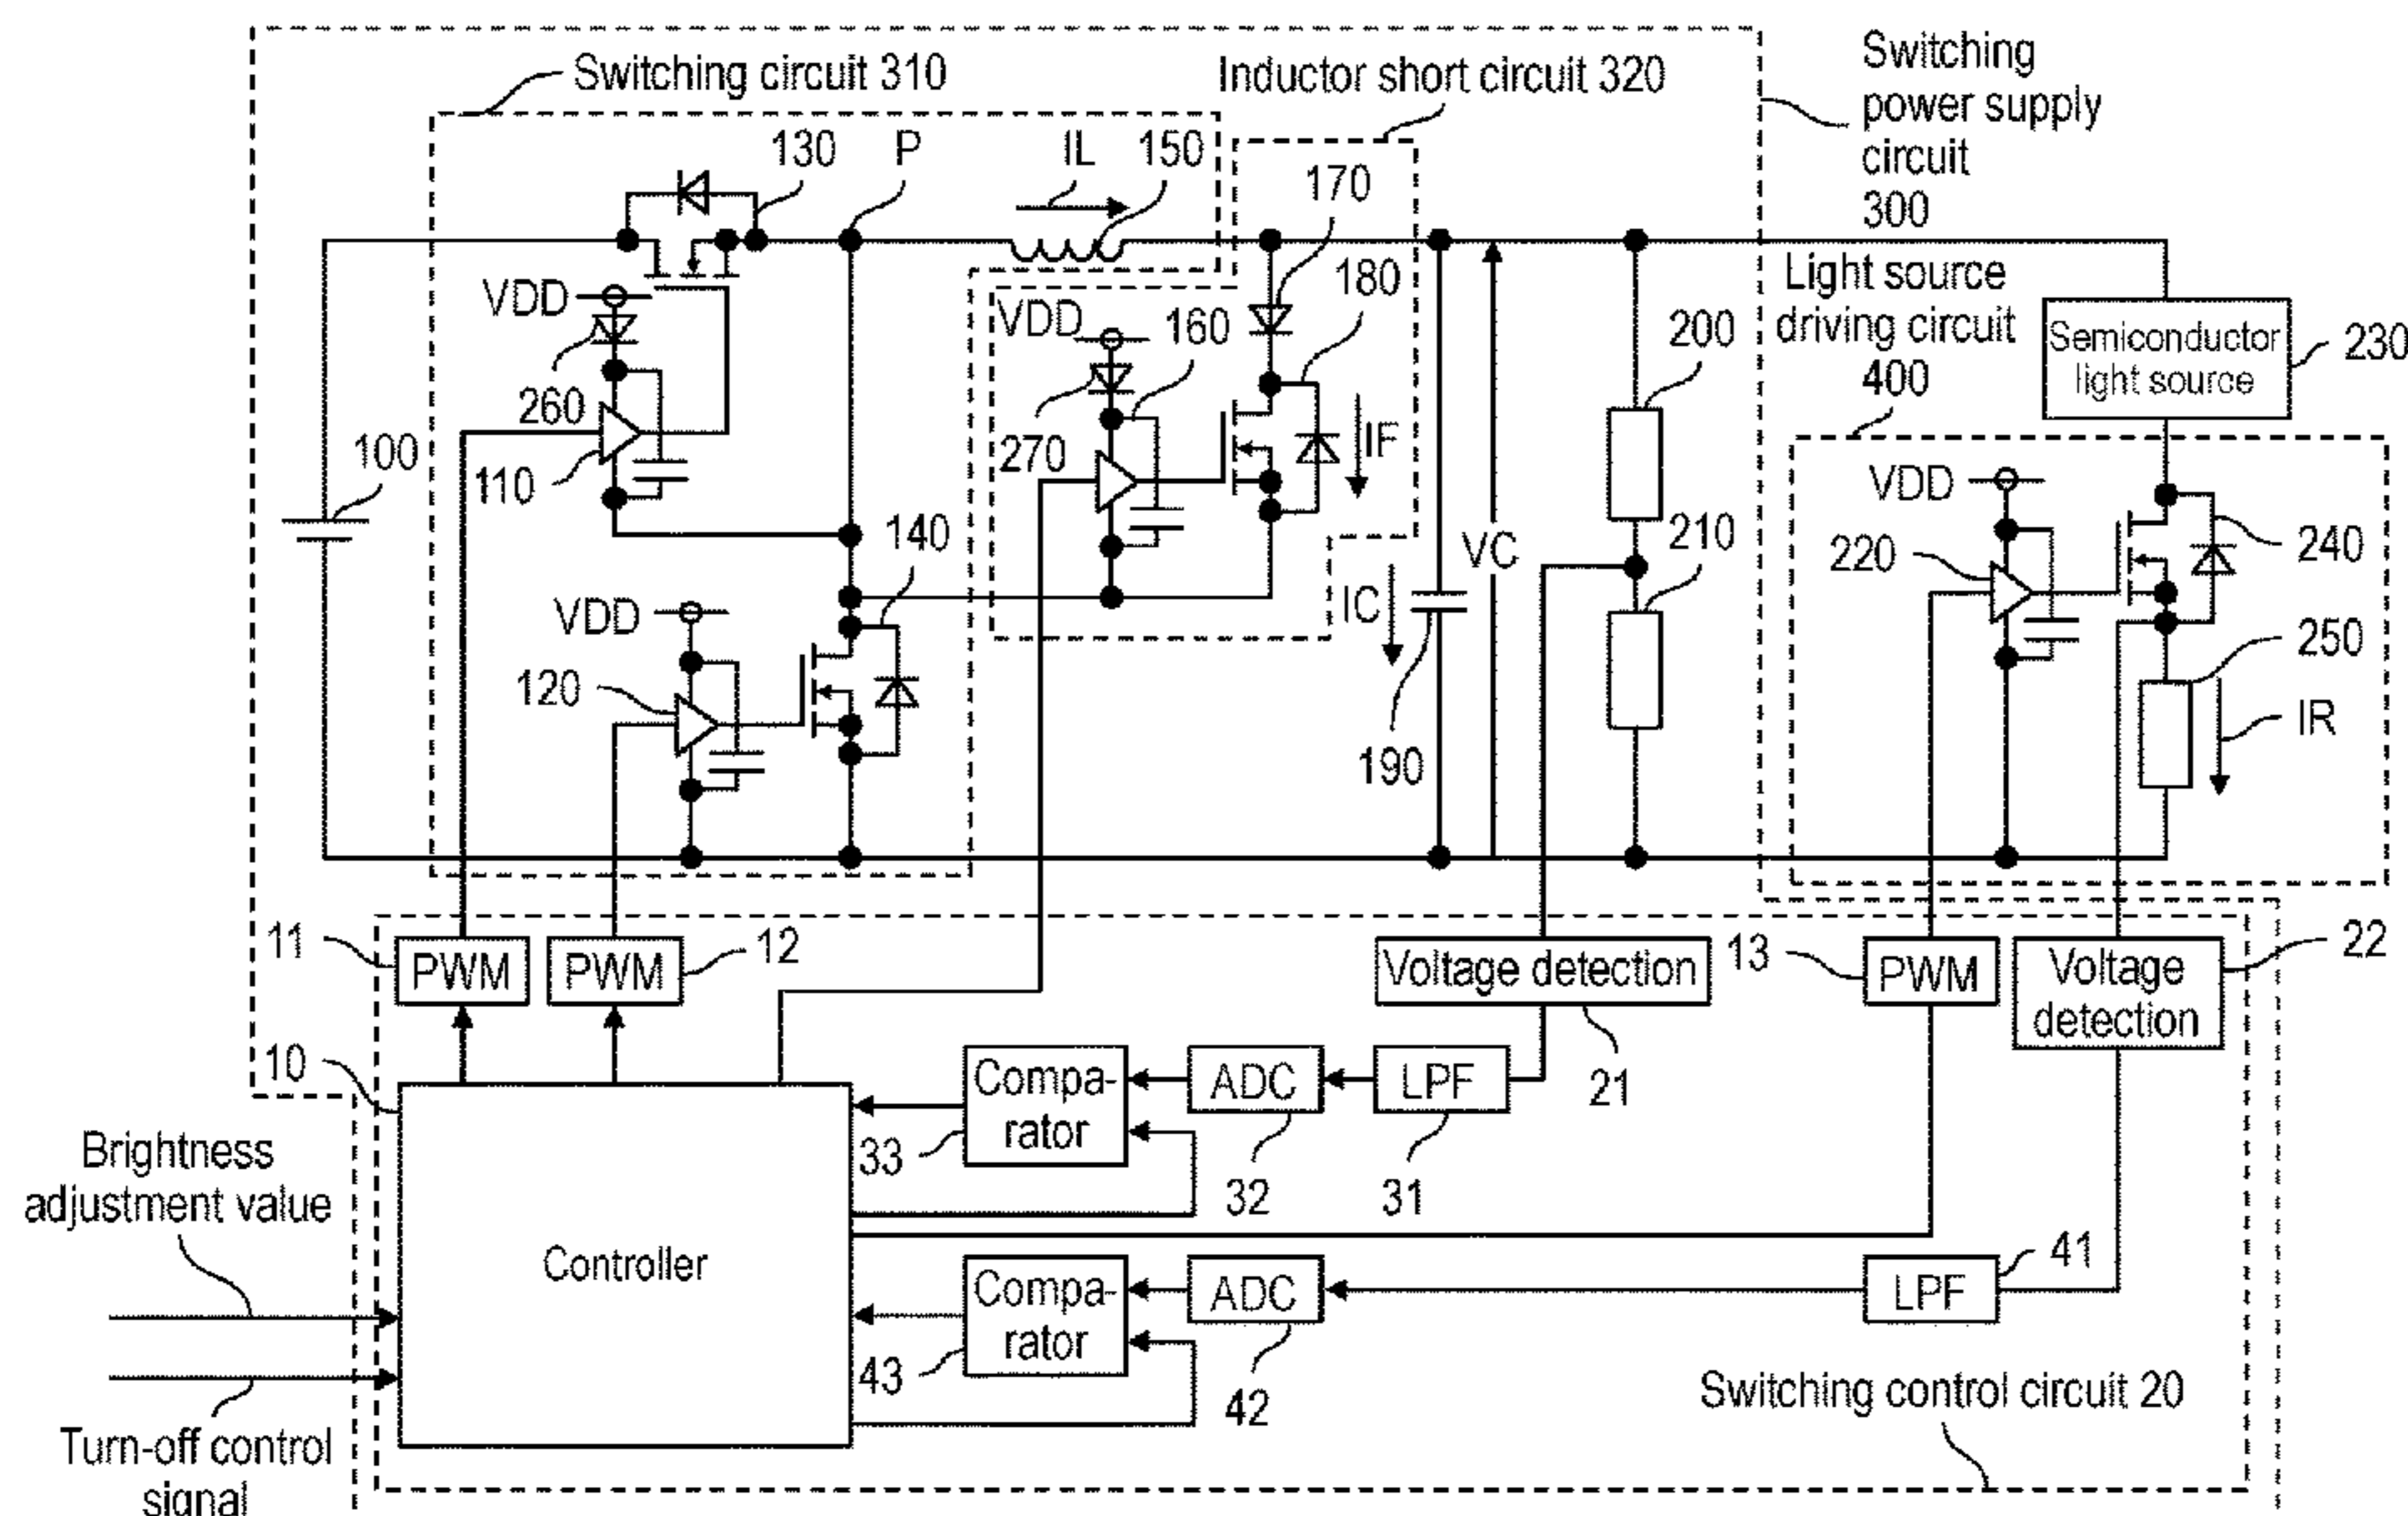 Switching circuit 310
Inductor short circuit 320
Switching
power supply
circuit
300
130
P
IL
150
170
180
VDD
VDD
160
200
Light source
driving circuit
400
Semiconductor
light source
230
260
110
100
270
IF
VDD
140
VC
210
220
240
VDD
IC
250
120
190
IR
11
PWM
PWM
12
Voltage detection
13
PWM
Voltage
detection
22
10
Compa-
rator
ADC
LPF
21
33
32
31
Brightness
adjustment value
Controller
Compa-
rator
ADC
LPF
41
43
42
Switching control circuit 20
Turn-off control
signal